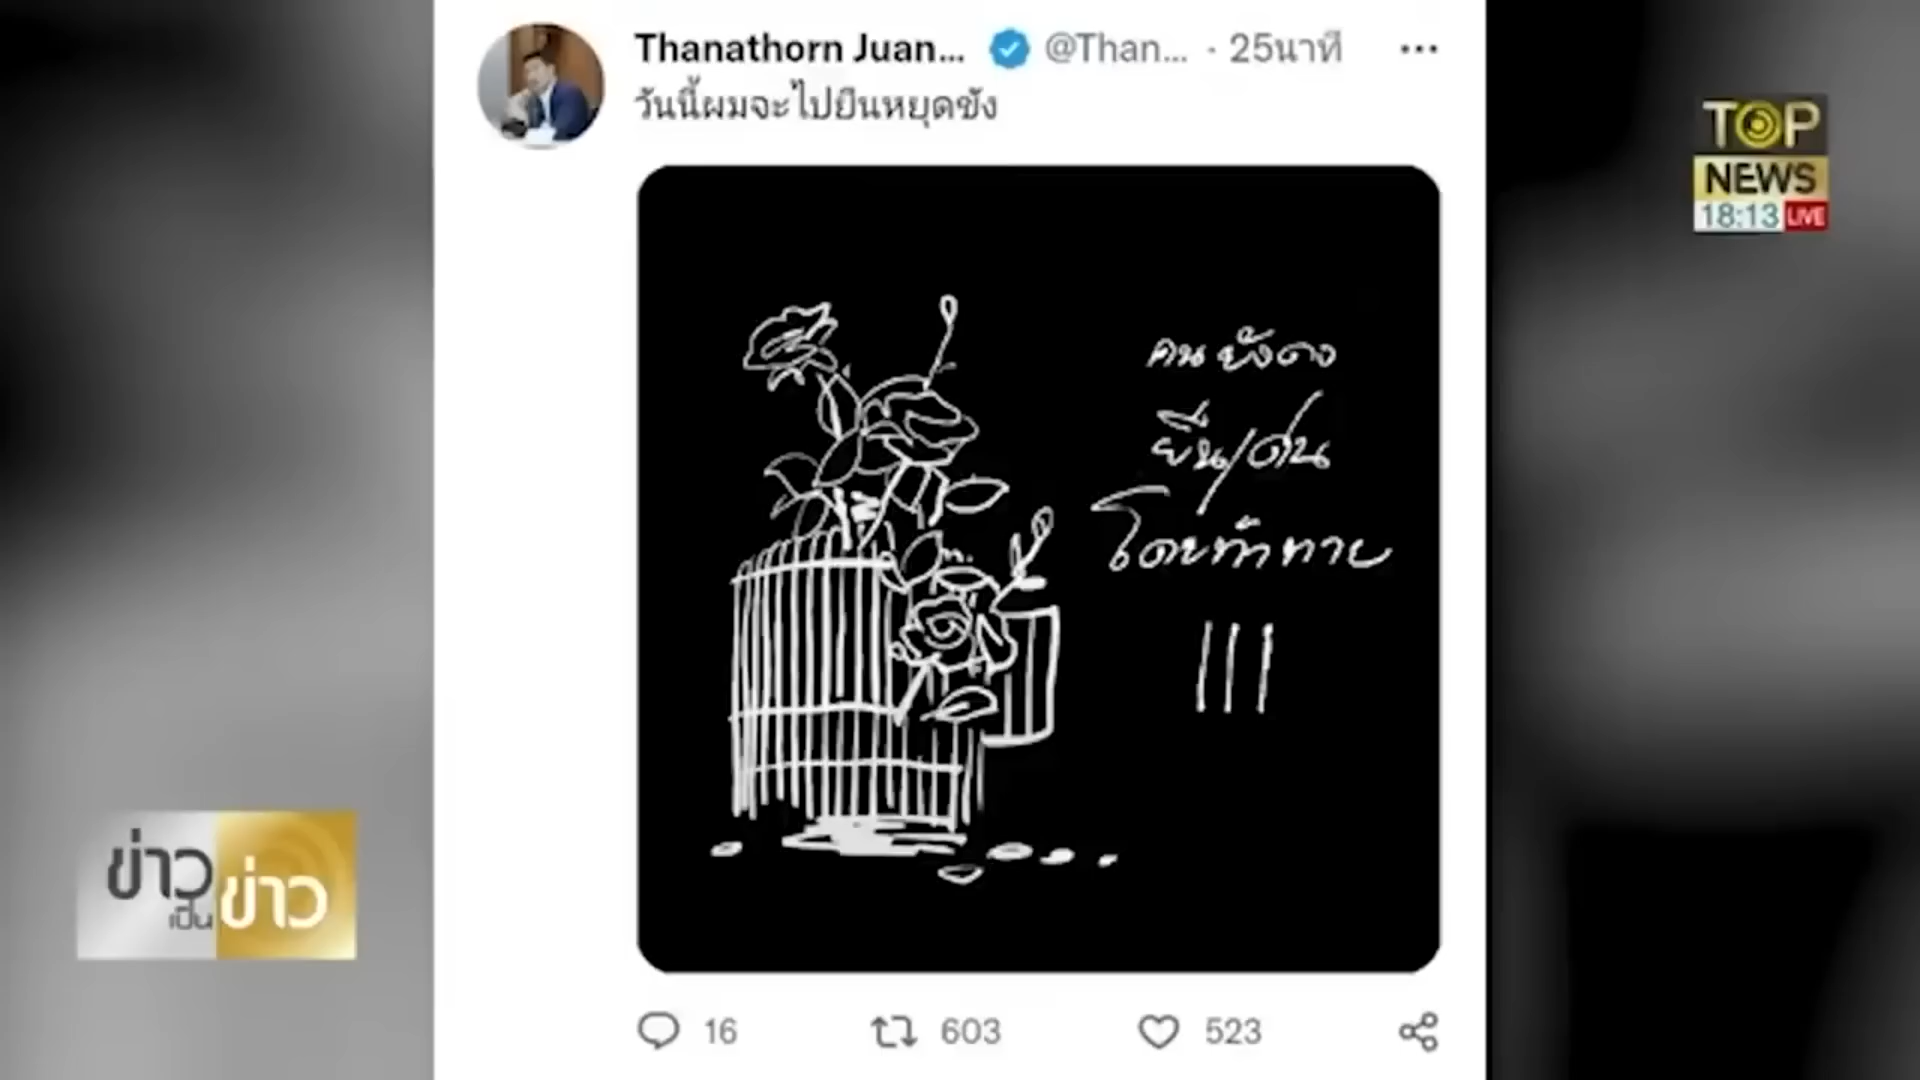 Thanathorn Juan... @Than... · 25นาที ...
วันนี้ผมจะไปยืนหยุดขัง
TOP
NEWS
18:13 LIVE
คนยังคง
ยืน/เด่น
โดยท้าทาย
ข่าว
เป็น
ข่าว
16 603 523